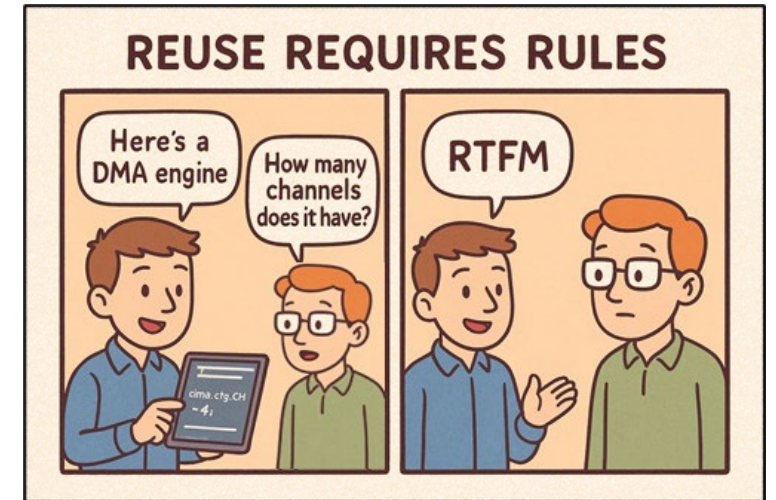 REUSE REQUIRES RULES
Here's a
DMA engine
How many
channels
does it have?
cima.cfg.CH
-4;
RTFM